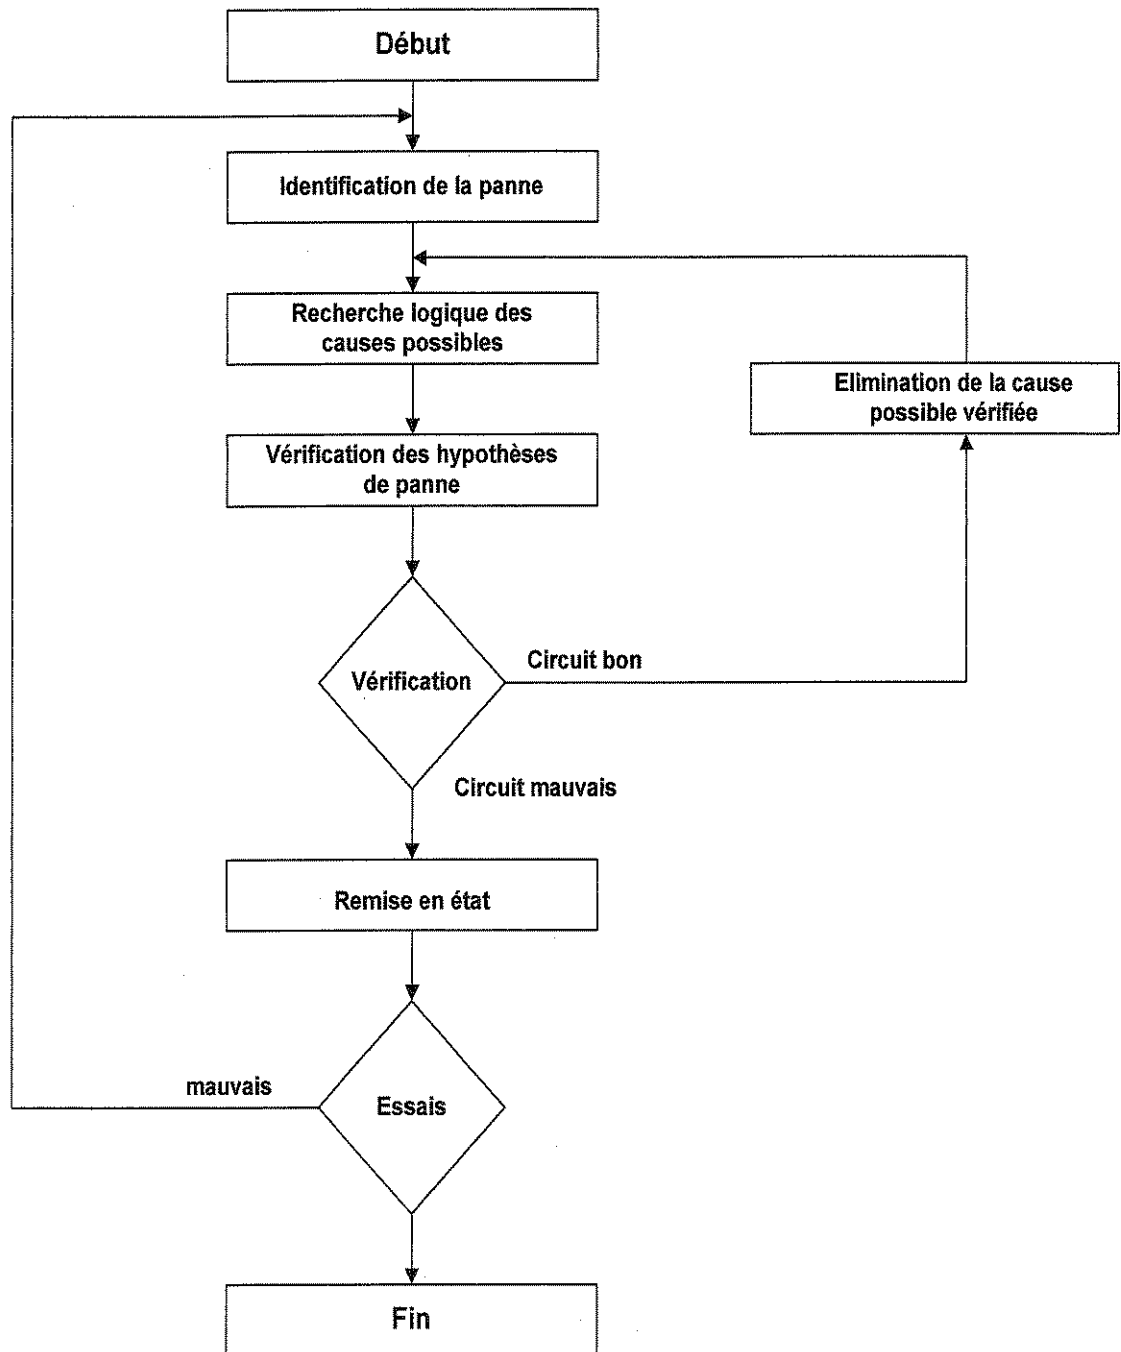 Début
Identification de la panne
Recherche logique des
causes possibles
Elimination de la cause
possible vérifiée
Vérification des hypothèses
de panne
Circuit bon
Vérification
Circuit mauvais
Remise en état
mauvais
Essais
Fin